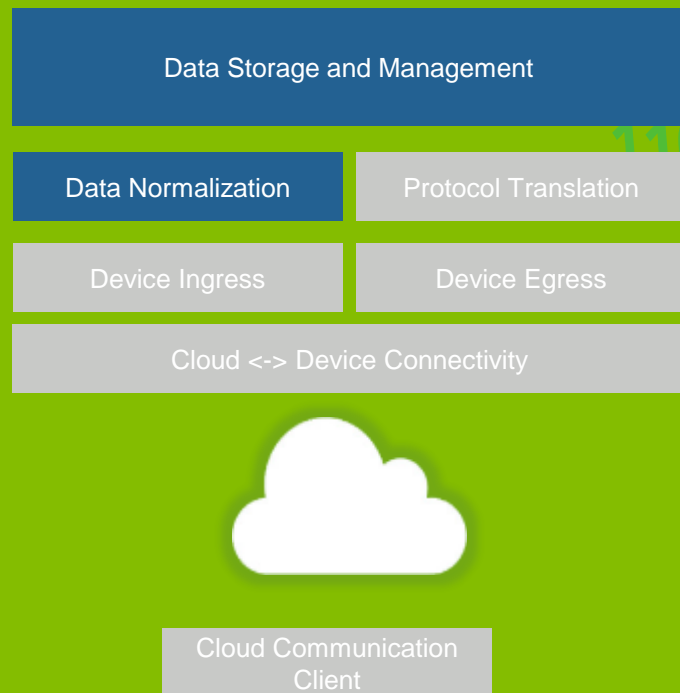 Data Storage and Management
Data Normalization
Protocol Translation
Device Ingress
Device Egress
Cloud <-> Device Connectivity
Cloud Communication
Client